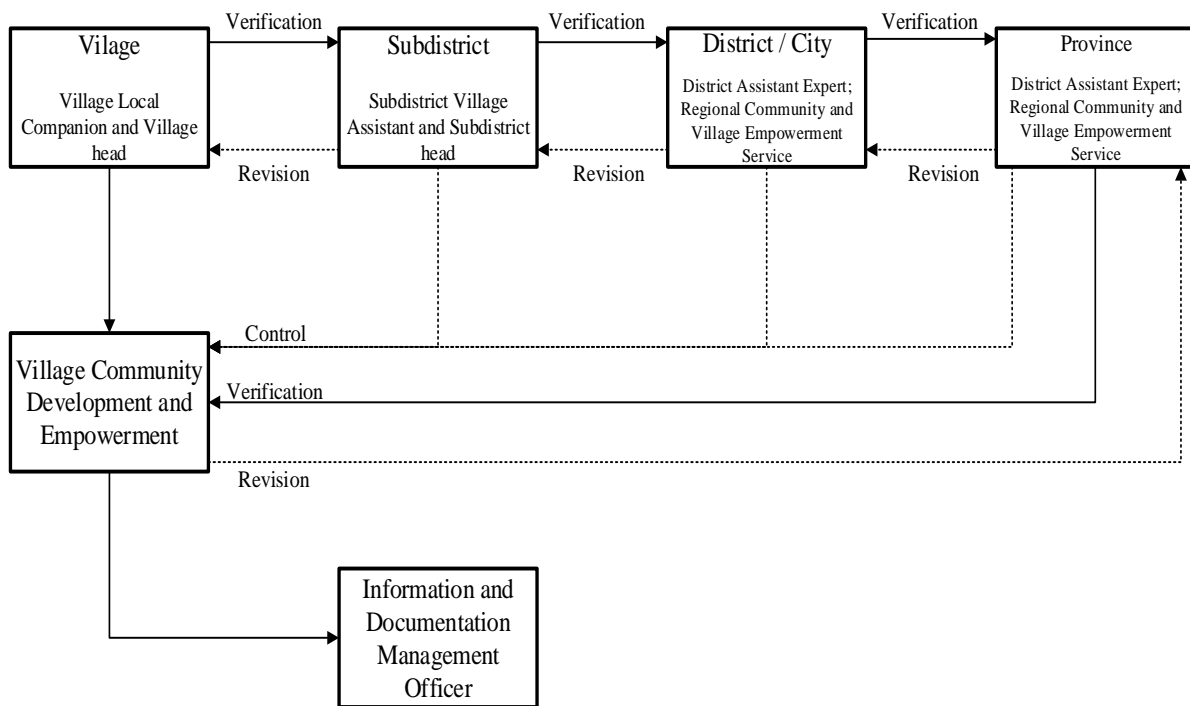 Verification
Verification
Verification
Vilage
Village Local
Companion and Village
head
Subdistrict
Subdistrict Village
Assistant and Subdistrict
head
District / City
District Assistant Expert;
Regional Community and
Village Empowerment
Service
Province
District Assistant Expert;
Regional Community and
Village Empowerment
Service
Revision
Revision
Revision
Control
Village Community
Development and
Empowerment
Verification
Revision
Information and
Documentation
Management
Officer